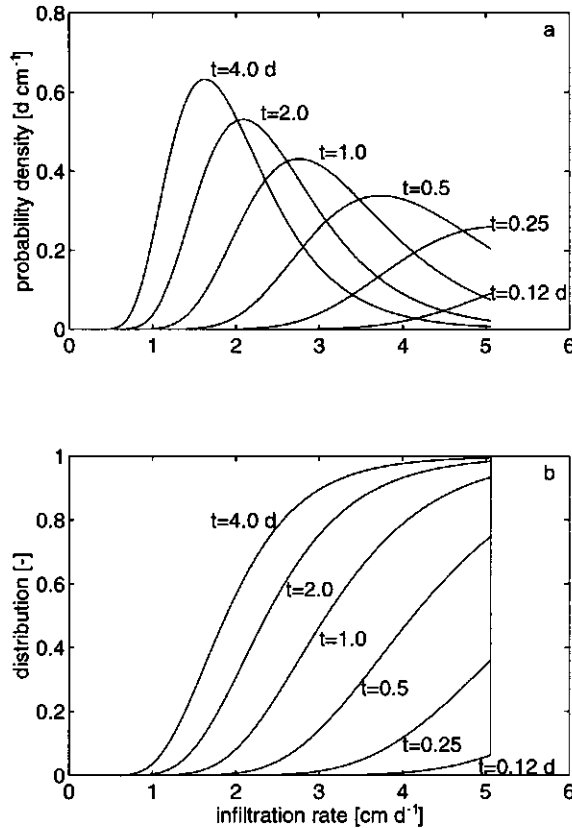 a
0.8
0.6
0.4
0.2
0
probability density [d cm⁻¹]
t=4.0 d
t=2.0
t=1.0
t=0.5
t=0.25
t=0.12 d
0 1 2 3 4 5 6
b
1
0.8
0.6
0.4
0.2
0
distribution [-]
t=4.0 d
t=2.0
t=1.0
t=0.5
t=0.25
t=0.12 d
0 1 2 3 4 5 6
infiltration rate [cm d⁻¹]